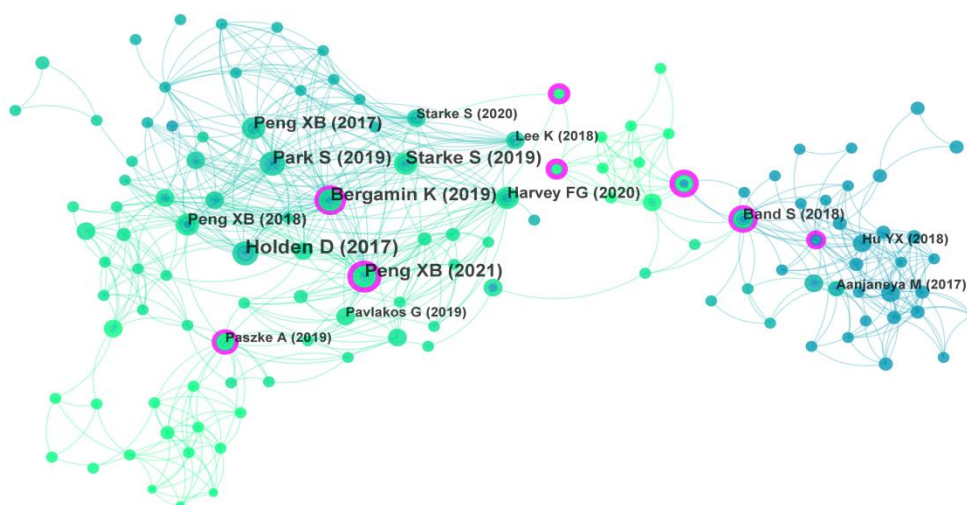 Starke S (2020)
Peng XB (2017)
Lee K (2018)
Park S (2019)
Starke S (2019)
Bergamin K (2019)
Harvey FG (2020)
Peng XB (2018)
Band S (2018)
Holden D (2017)
Hu YX (2018)
Peng XB (2021)
Aanjaneya M (2017)
Pavlakos G (2019)
Paszke A (2019)